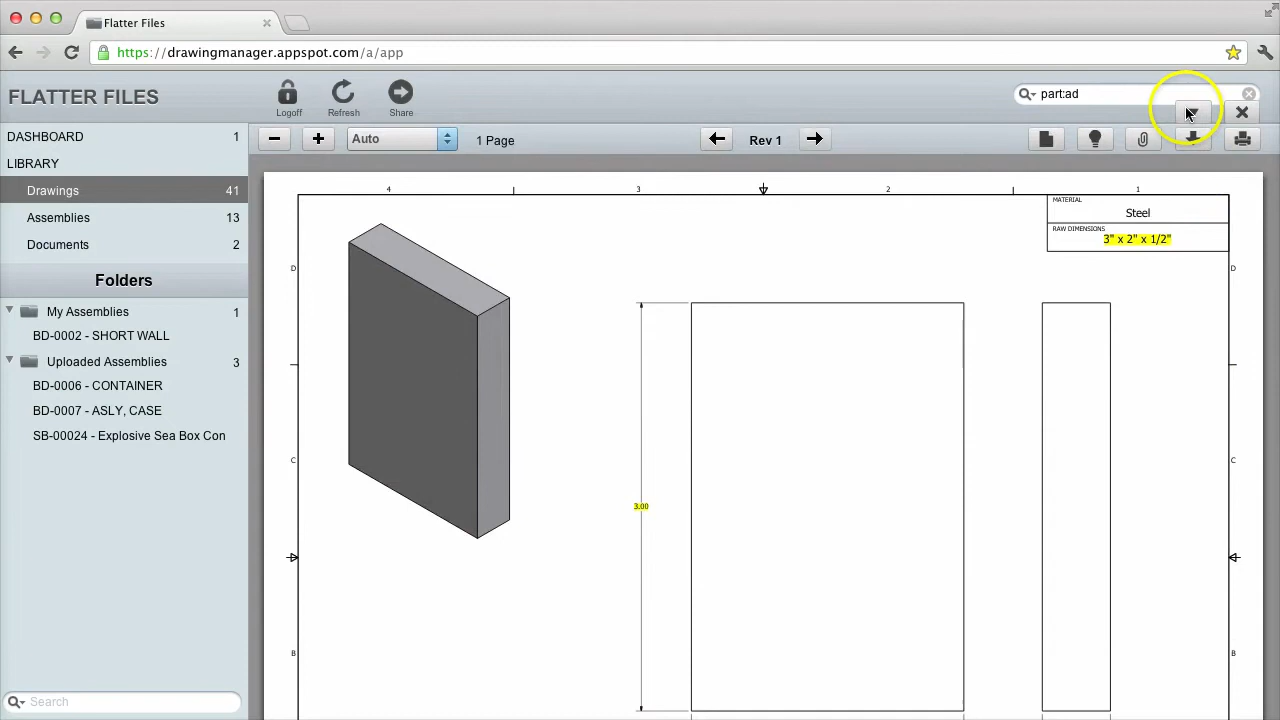 Flatter Files
https://drawingmanager.appspot.com/a/app
FLATTER FILES
Logoff
Refresh
Share
part:ad
DASHBOARD 1
LIBRARY
Drawings 41
Assemblies 13
Documents 2
Folders
My Assemblies 1
BD-0002 - SHORT WALL
Uploaded Assemblies 3
BD-0006 - CONTAINER
BD-0007 - ASLY, CASE
SB-00024 - Explosive Sea Box Con
Search
Auto
1 Page
Rev 1
4 3 2 1
MATERIAL
Steel
RAW DIMENSIONS
3" x 2" x 1/2"
D D
3.00
C C
B B